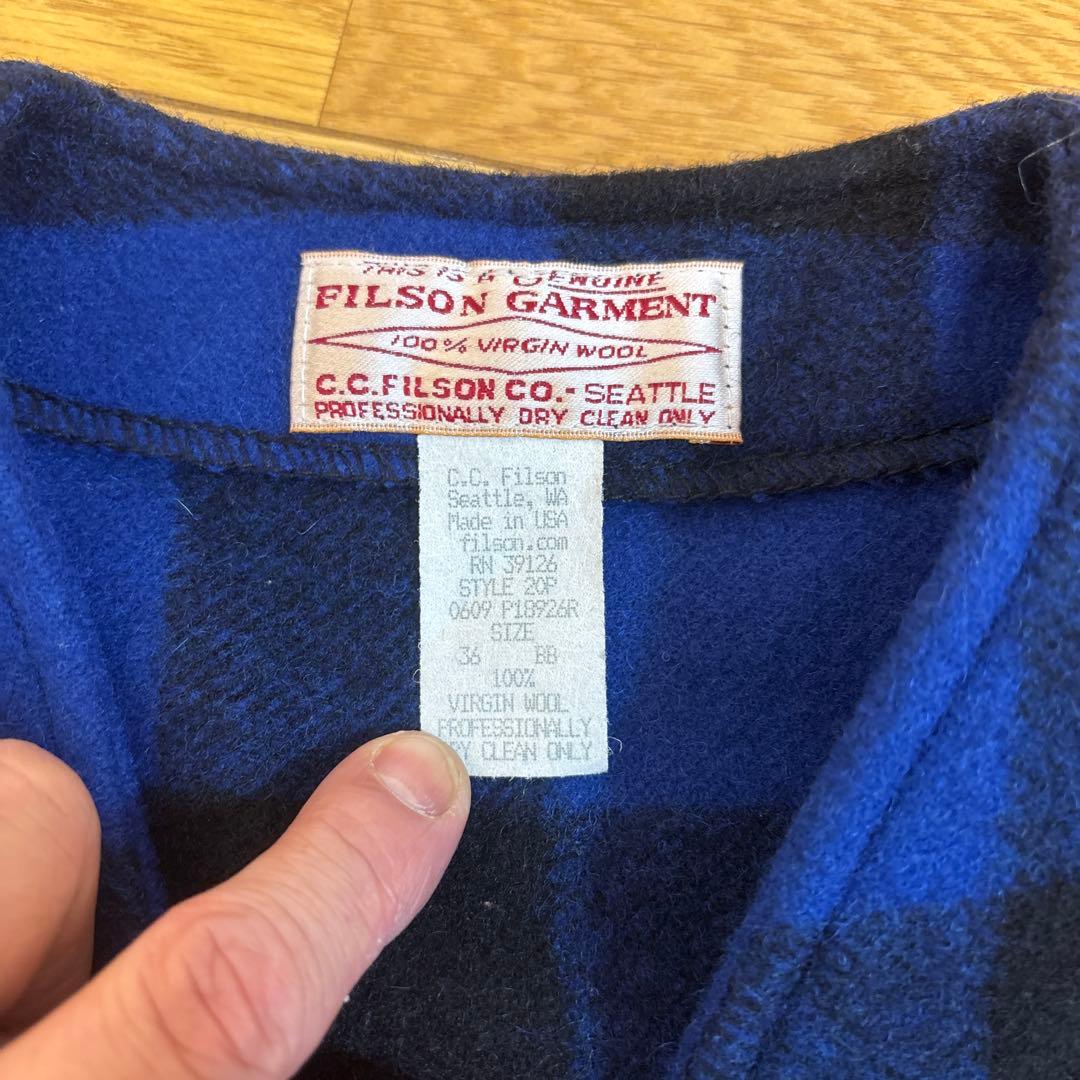 THIS IS A GENUINE
FILSON GARMENT
100% VIRGIN WOOL
C.C.FILSON CO.- SEATTLE
PROFESSIONALLY DRY CLEAN ONLY
C.C. Filson
Seattle, WA
Made in USA
filson.com
RN 39126
STYLE 20P
0609 P18926R
SIZE
36 BB
100%
VIRGIN WOOL
PROFESSIONALLY
CLEAN ONLY